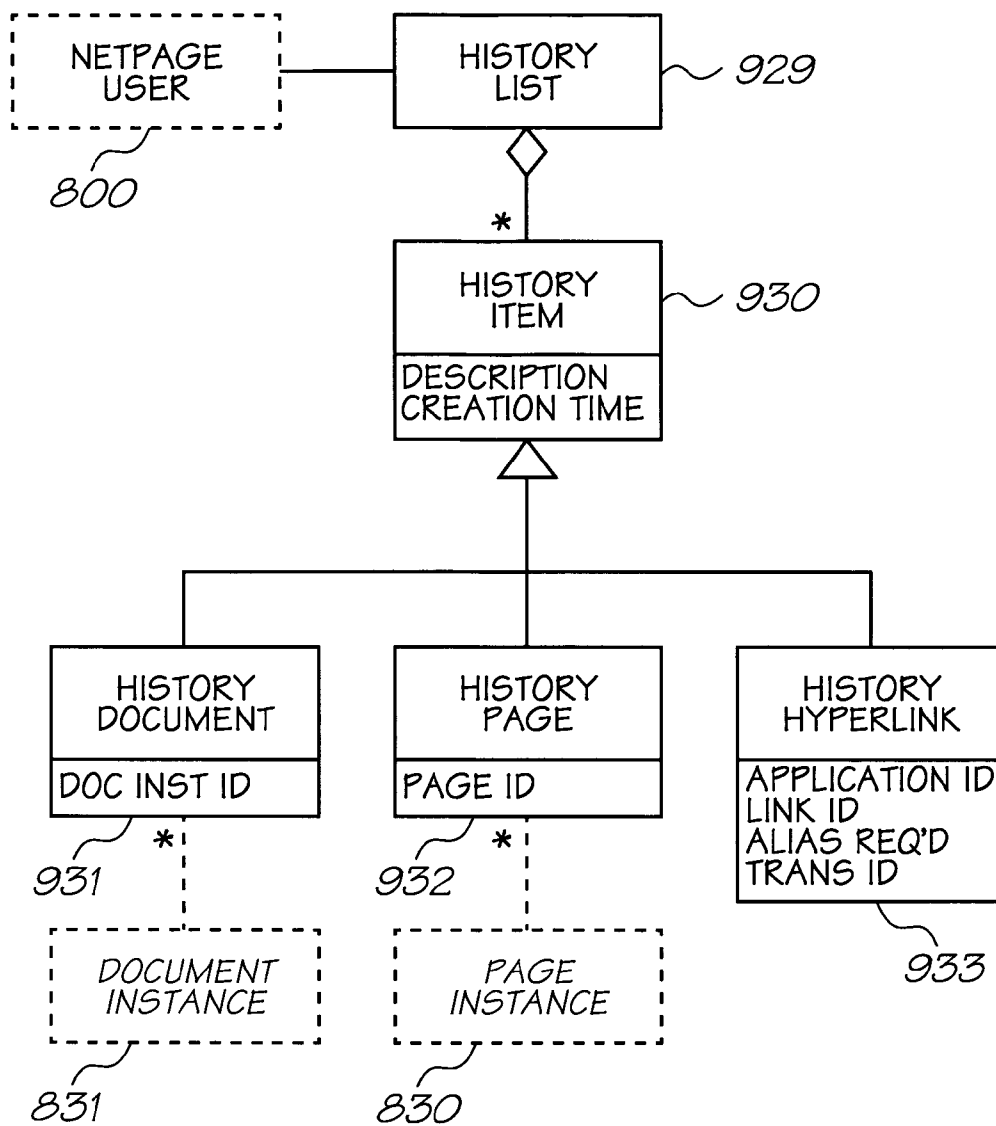 NETPAGE
USER
800
HISTORY
LIST
929
*
HISTORY
ITEM
930
DESCRIPTION
CREATION TIME
HISTORY
DOCUMENT
DOC INST ID
931
*
HISTORY
PAGE
PAGE ID
932
*
HISTORY
HYPERLINK
APPLICATION ID
LINK ID
ALIAS REQ'D
TRANS ID
933
DOCUMENT
INSTANCE
831
PAGE
INSTANCE
830